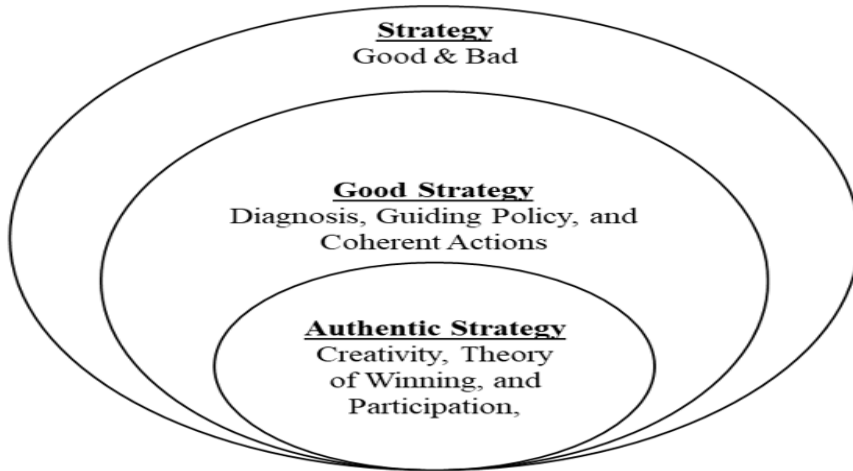 Strategy
Good & Bad
Good Strategy
Diagnosis, Guiding Policy, and
Coherent Actions
Authentic Strategy
Creativity, Theory
of Winning, and
Participation,